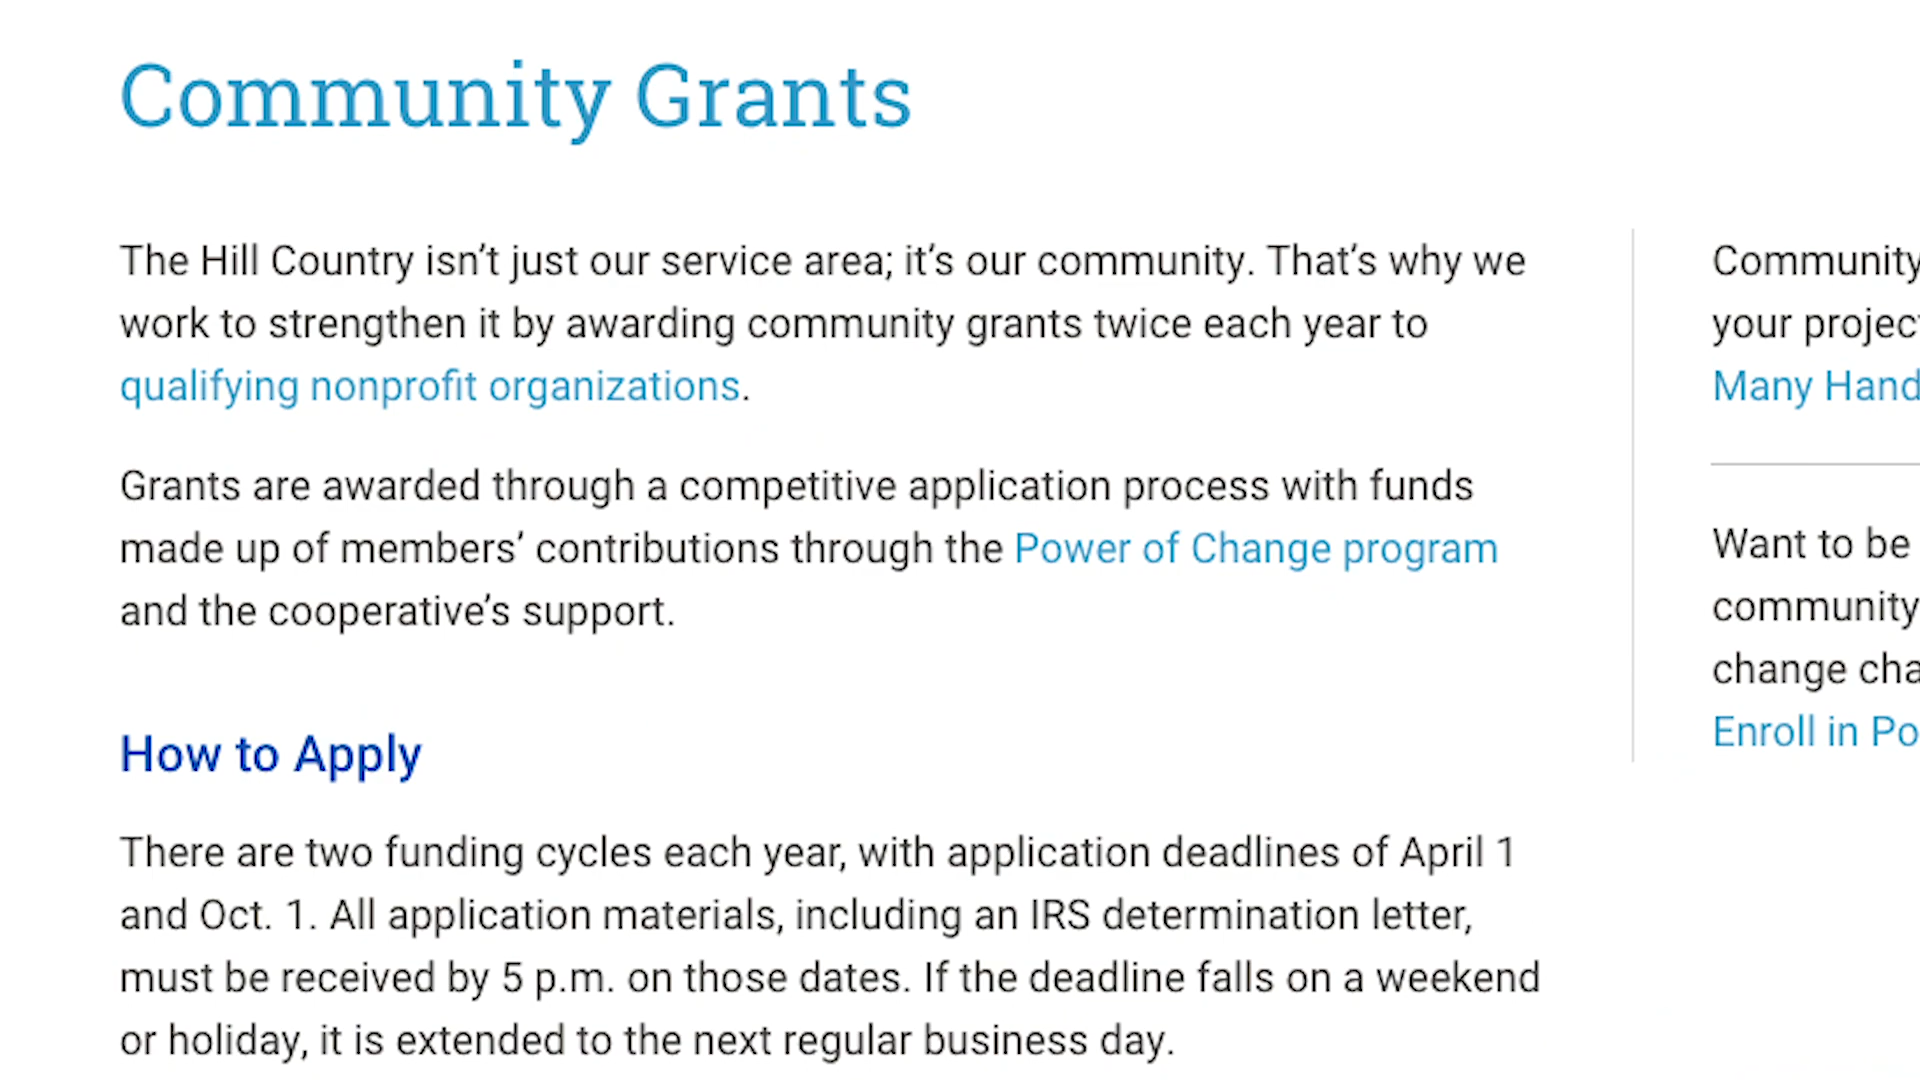 Community Grants
The Hill Country isn’t just our service area; it’s our community. That’s why we
work to strengthen it by awarding community grants twice each year to
qualifying nonprofit organizations.
Grants are awarded through a competitive application process with funds
made up of members’ contributions through the Power of Change program
and the cooperative’s support.
How to Apply
There are two funding cycles each year, with application deadlines of April 1
and Oct. 1. All application materials, including an IRS determination letter,
must be received by 5 p.m. on those dates. If the deadline falls on a weekend
or holiday, it is extended to the next regular business day.
Community
your
Many
Want to be
community
change
Enroll in